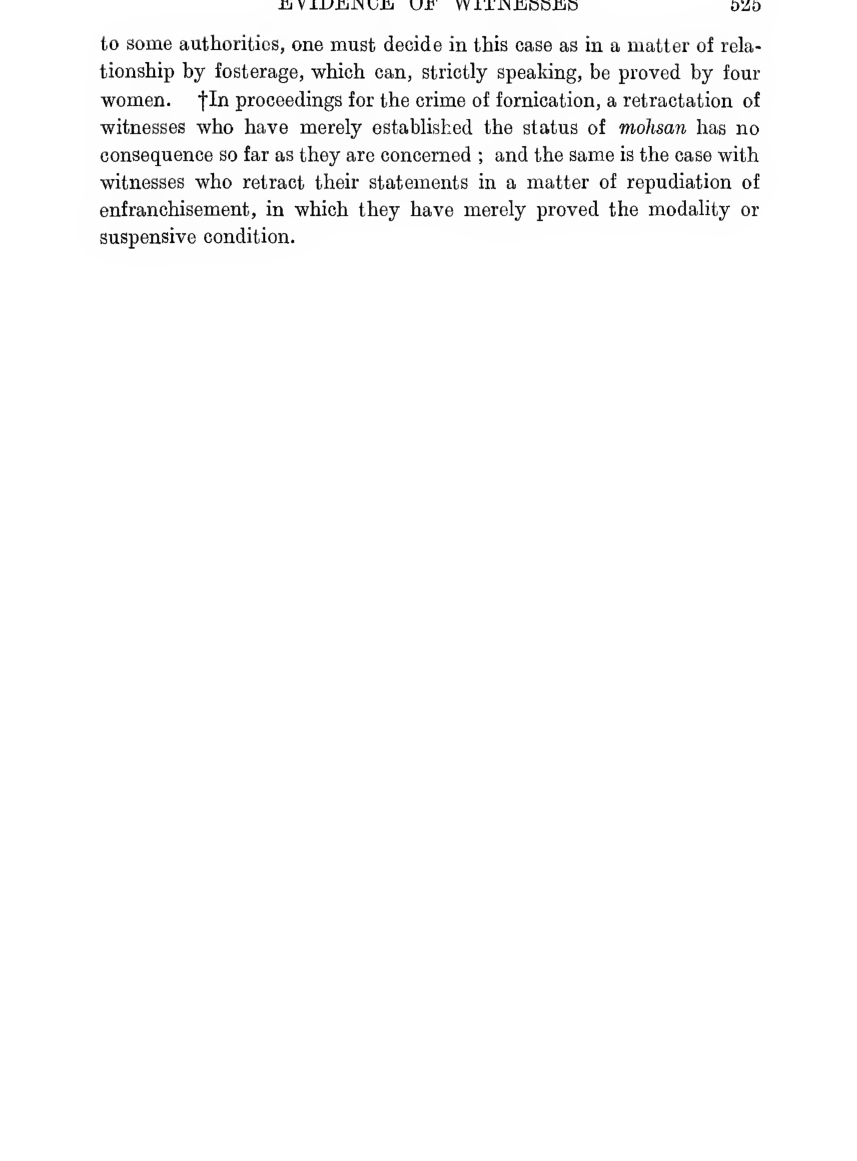 EVIDENCE OF WITNESSES 525
to some authorities, one must decide in this case as in a matter of rela-
tionship by fosterage, which can, strictly speaking, be proved by four
women. †In proceedings for the crime of fornication, a retractation of
witnesses who have merely established the status of mohsan has no
consequence so far as they are concerned ; and the same is the case with
witnesses who retract their statements in a matter of repudiation of
enfranchisement, in which they have merely proved the modality or
suspensive condition.